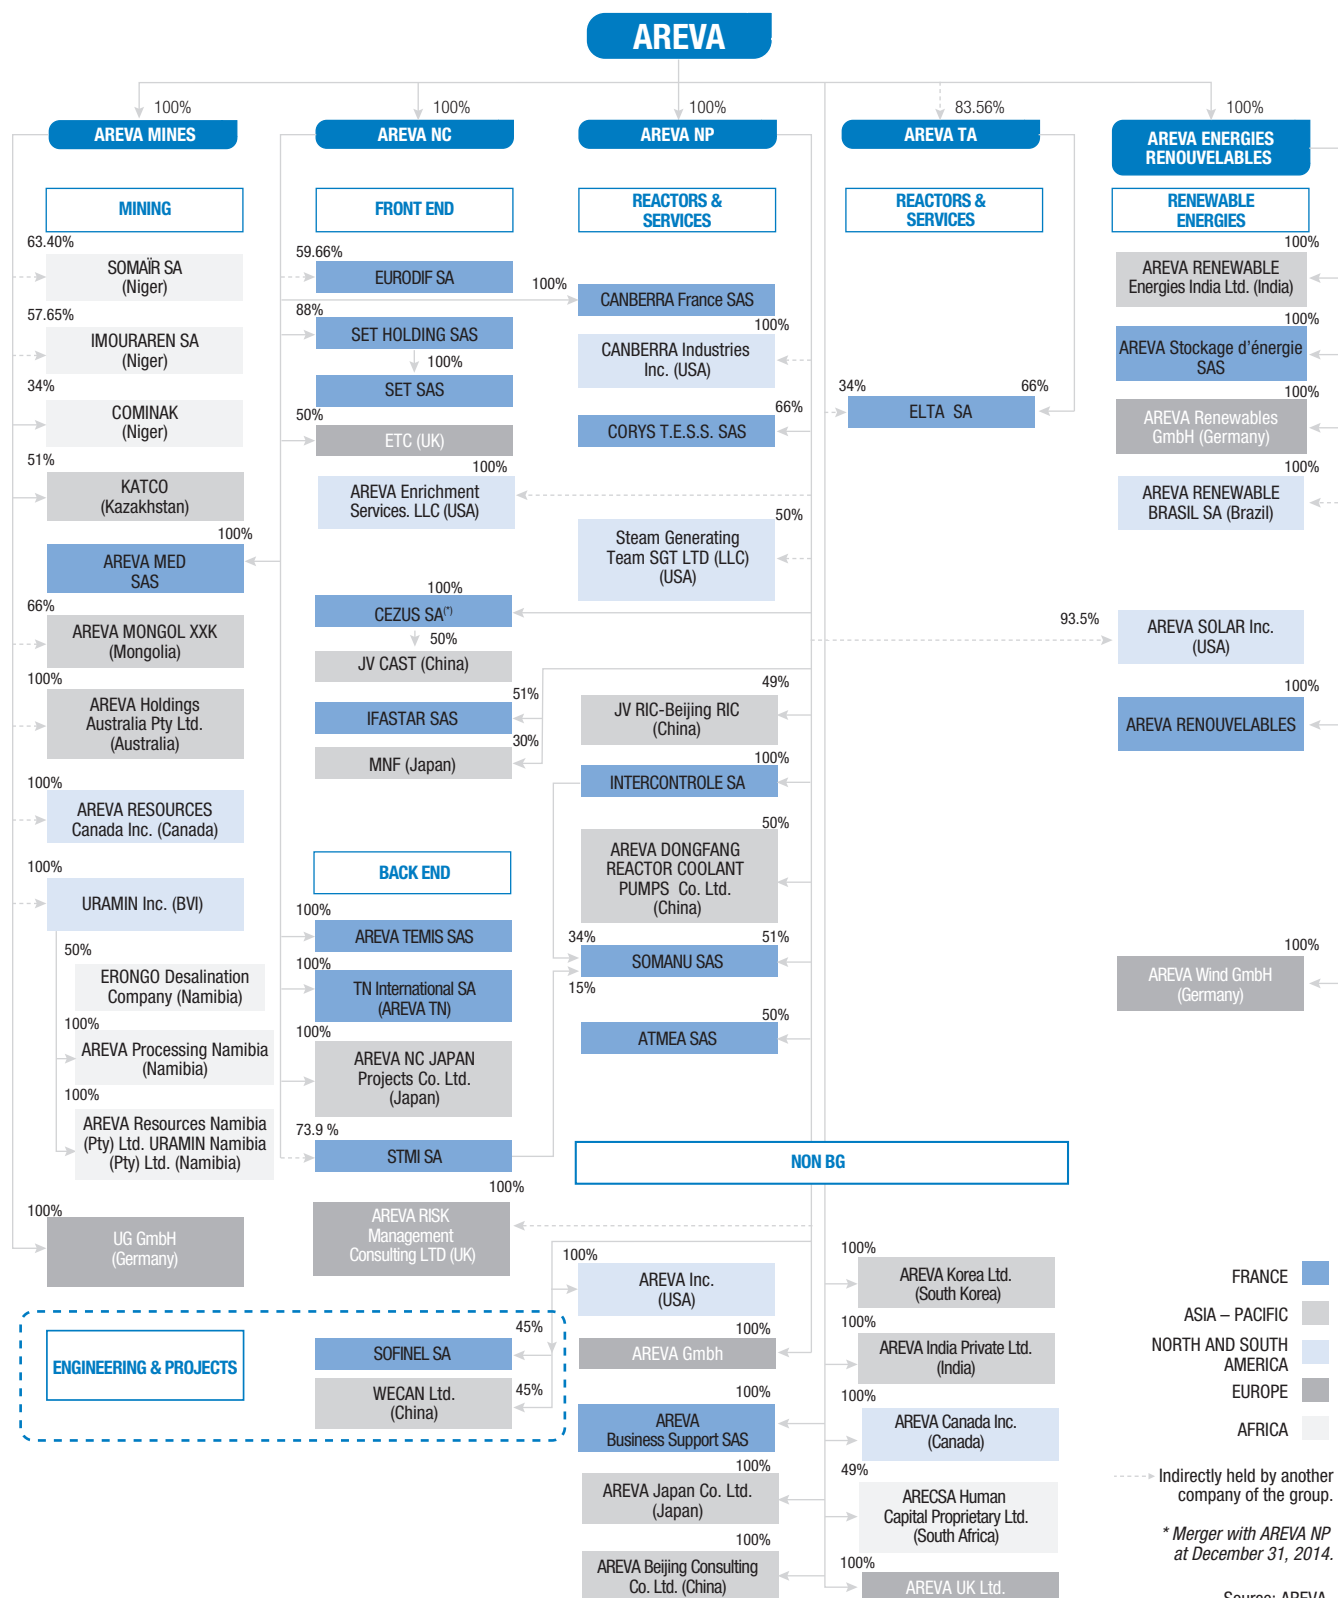 AREVA
100%
AREVA MINES
100%
AREVA NC
100%
AREVA NP
83.56%
AREVA TA
100%
AREVA ENERGIES
RENOUVELABLES
MINING
63.40%
SOMAÏR SA
(Niger)
57.65%
IMOURAREN SA
(Niger)
34%
COMINAK
(Niger)
51%
KATCO
(Kazakhstan)
100%
AREVA MED
SAS
66%
AREVA MONGOL XXK
(Mongolia)
100%
AREVA Holdings
Australia Pty Ltd.
(Australia)
100%
AREVA RESOURCES
Canada Inc. (Canada)
100%
URAMIN Inc. (BVI)
50%
ERONGO Desalination
Company (Namibia)
100%
AREVA Processing Namibia
(Namibia)
100%
AREVA Resources Namibia
(Pty) Ltd. URAMIN Namibia
(Pty) Ltd. (Namibia)
100%
UG GmbH
(Germany)
FRONT END
59.66%
EURODIF SA
88%
SET HOLDING SAS
100%
SET SAS
50%
ETC (UK)
100%
AREVA Enrichment
Services. LLC (USA)
100%
CEZUS SA(*)
50%
JV CAST (China)
51%
IFASTAR SAS
30%
MNF (Japan)
BACK END
100%
AREVA TEMIS SAS
100%
TN International SA
(AREVA TN)
100%
AREVA NC JAPAN
Projects Co. Ltd.
(Japan)
73.9 %
STMI SA
100%
AREVA RISK
Management
Consulting LTD (UK)
ENGINEERING & PROJECTS
45%
SOFINEL SA
45%
WECAN Ltd.
(China)
REACTORS &
SERVICES
100%
CANBERRA France SAS
100%
CANBERRA Industries
Inc. (USA)
66%
CORYS T.E.S.S. SAS
50%
Steam Generating
Team SGT LTD (LLC)
(USA)
49%
JV RIC-Beijing RIC
(China)
100%
INTERCONTROLE SA
50%
AREVA DONGFANG
REACTOR COOLANT
PUMPS Co. Ltd.
(China)
34%
51%
SOMANU SAS
15%
50%
ATMEA SAS
REACTORS &
SERVICES
34%
66%
ELTA SA
RENEWABLE
ENERGIES
100%
AREVA RENEWABLE
Energies India Ltd. (India)
100%
AREVA Stockage d'énergie
SAS
100%
AREVA Renewables
GmbH (Germany)
100%
AREVA RENEWABLE
BRASIL SA (Brazil)
93.5%
AREVA SOLAR Inc.
(USA)
100%
AREVA RENOUVELABLES
100%
AREVA Wind GmbH
(Germany)
NON BG
100%
AREVA Inc.
(USA)
100%
AREVA Gmbh
100%
AREVA
Business Support SAS
100%
AREVA Japan Co. Ltd.
(Japan)
100%
AREVA Beijing Consulting
Co. Ltd. (China)
100%
AREVA Korea Ltd.
(South Korea)
100%
AREVA India Private Ltd.
(India)
100%
AREVA Canada Inc.
(Canada)
49%
ARECSA Human
Capital Proprietary Ltd.
(South Africa)
100%
AREVA UK Ltd.
FRANCE
ASIA – PACIFIC
NORTH AND SOUTH
AMERICA
EUROPE
AFRICA
Indirectly held by another
company of the group.
* Merger with AREVA NP
at December 31, 2014.
Source: AREVA.